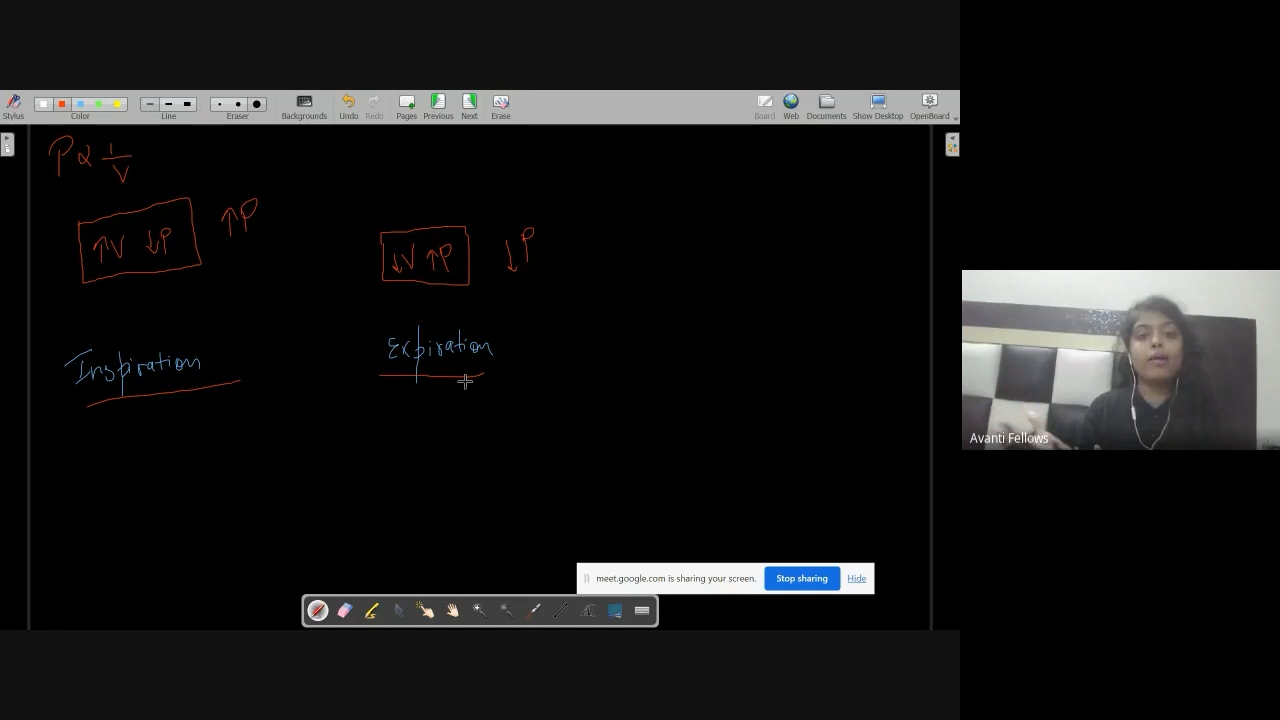 Stylus
Color
Line
Eraser
Backgrounds
Undo
Redo
Pages
Previous
Next
Erase
Board
Web
Documents
Show Desktop
OpenBoard
P ∝ 1/V
↑V ↓P ↑P
↓V ↑P ↓P
Inspiration
Expiration
Avanti Fellows
meet.google.com is sharing your screen.
Stop sharing
Hide